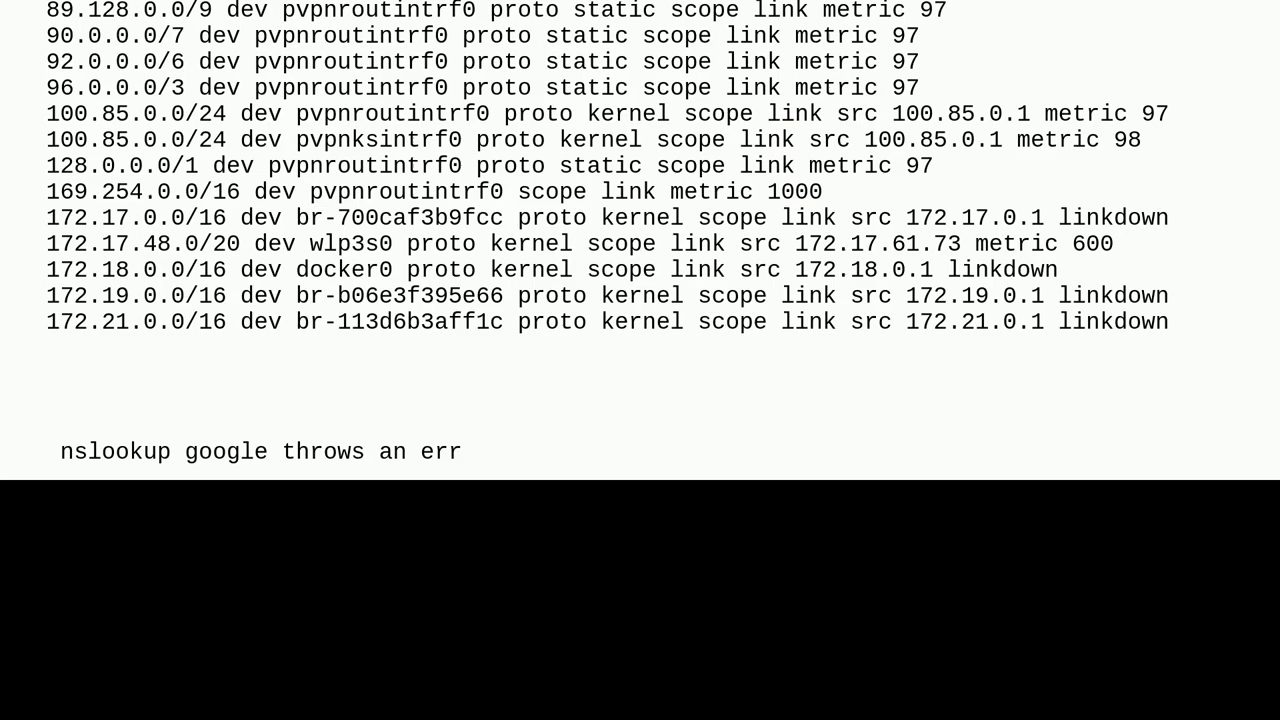 89.128.0.0/9 dev pvpnroutintrf0 proto static scope link metric 97
90.0.0.0/7 dev pvpnroutintrf0 proto static scope link metric 97
92.0.0.0/6 dev pvpnroutintrf0 proto static scope link metric 97
96.0.0.0/3 dev pvpnroutintrf0 proto static scope link metric 97
100.85.0.0/24 dev pvpnroutintrf0 proto kernel scope link src 100.85.0.1 metric 97
100.85.0.0/24 dev pvpnksintrf0 proto kernel scope link src 100.85.0.1 metric 98
128.0.0.0/1 dev pvpnroutintrf0 proto static scope link metric 97
169.254.0.0/16 dev pvpnroutintrf0 scope link metric 1000
172.17.0.0/16 dev br-700caf3b9fcc proto kernel scope link src 172.17.0.1 linkdown
172.17.48.0/20 dev wlp3s0 proto kernel scope link src 172.17.61.73 metric 600
172.18.0.0/16 dev docker0 proto kernel scope link src 172.18.0.1 linkdown
172.19.0.0/16 dev br-b06e3f395e66 proto kernel scope link src 172.19.0.1 linkdown
172.21.0.0/16 dev br-113d6b3aff1c proto kernel scope link src 172.21.0.1 linkdown
nslookup google throws an err